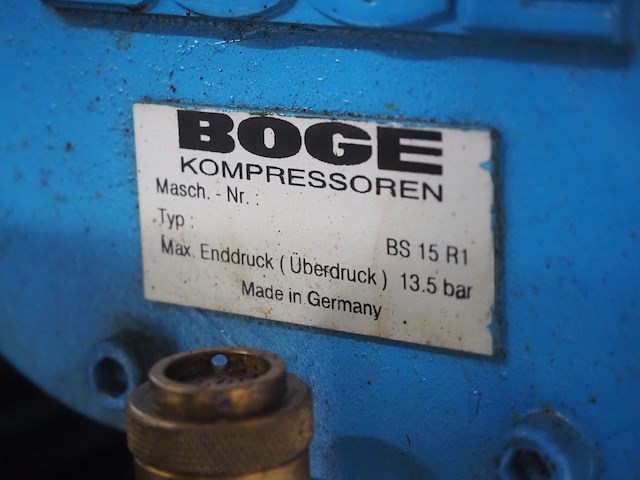 BOGE
KOMPRESSOREN
Masch. - Nr. :
Typ : BS 15 R1
Max. Enddruck ( Überdruck ) 13.5 bar
Made in Germany